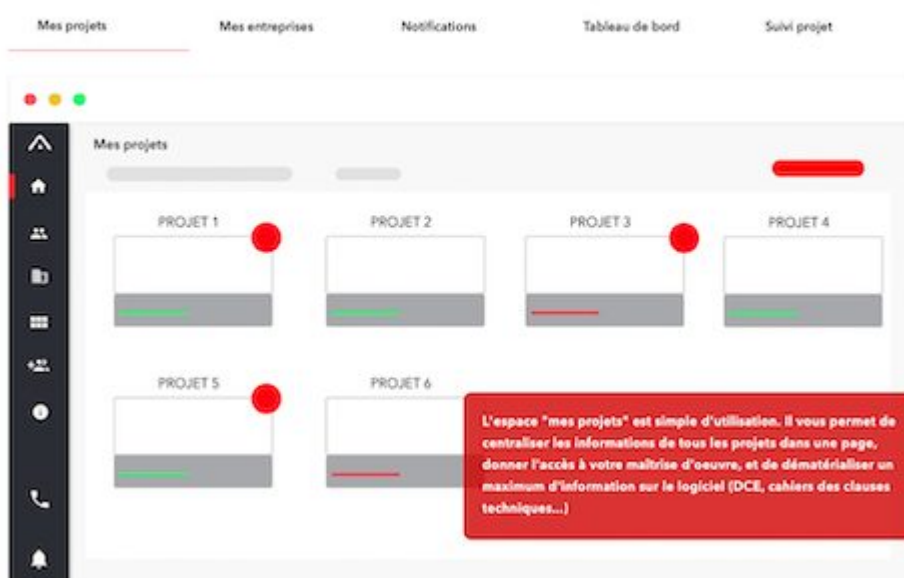 Mes projets
Mes entreprises
Notifications
Tableau de bord
Suivi projet
Mes projets
PROJET 1
PROJET 2
PROJET 3
PROJET 4
PROJET 5
PROJET 6
L'espace "mes projets" est simple d'utilisation. Il vous permet de
centraliser les informations de tous les projets dans une page,
donner l'accès à votre maîtrise d'oeuvre, et de dématérialiser un
maximum d'information sur le logiciel (DCE, cahiers des clauses
techniques...)